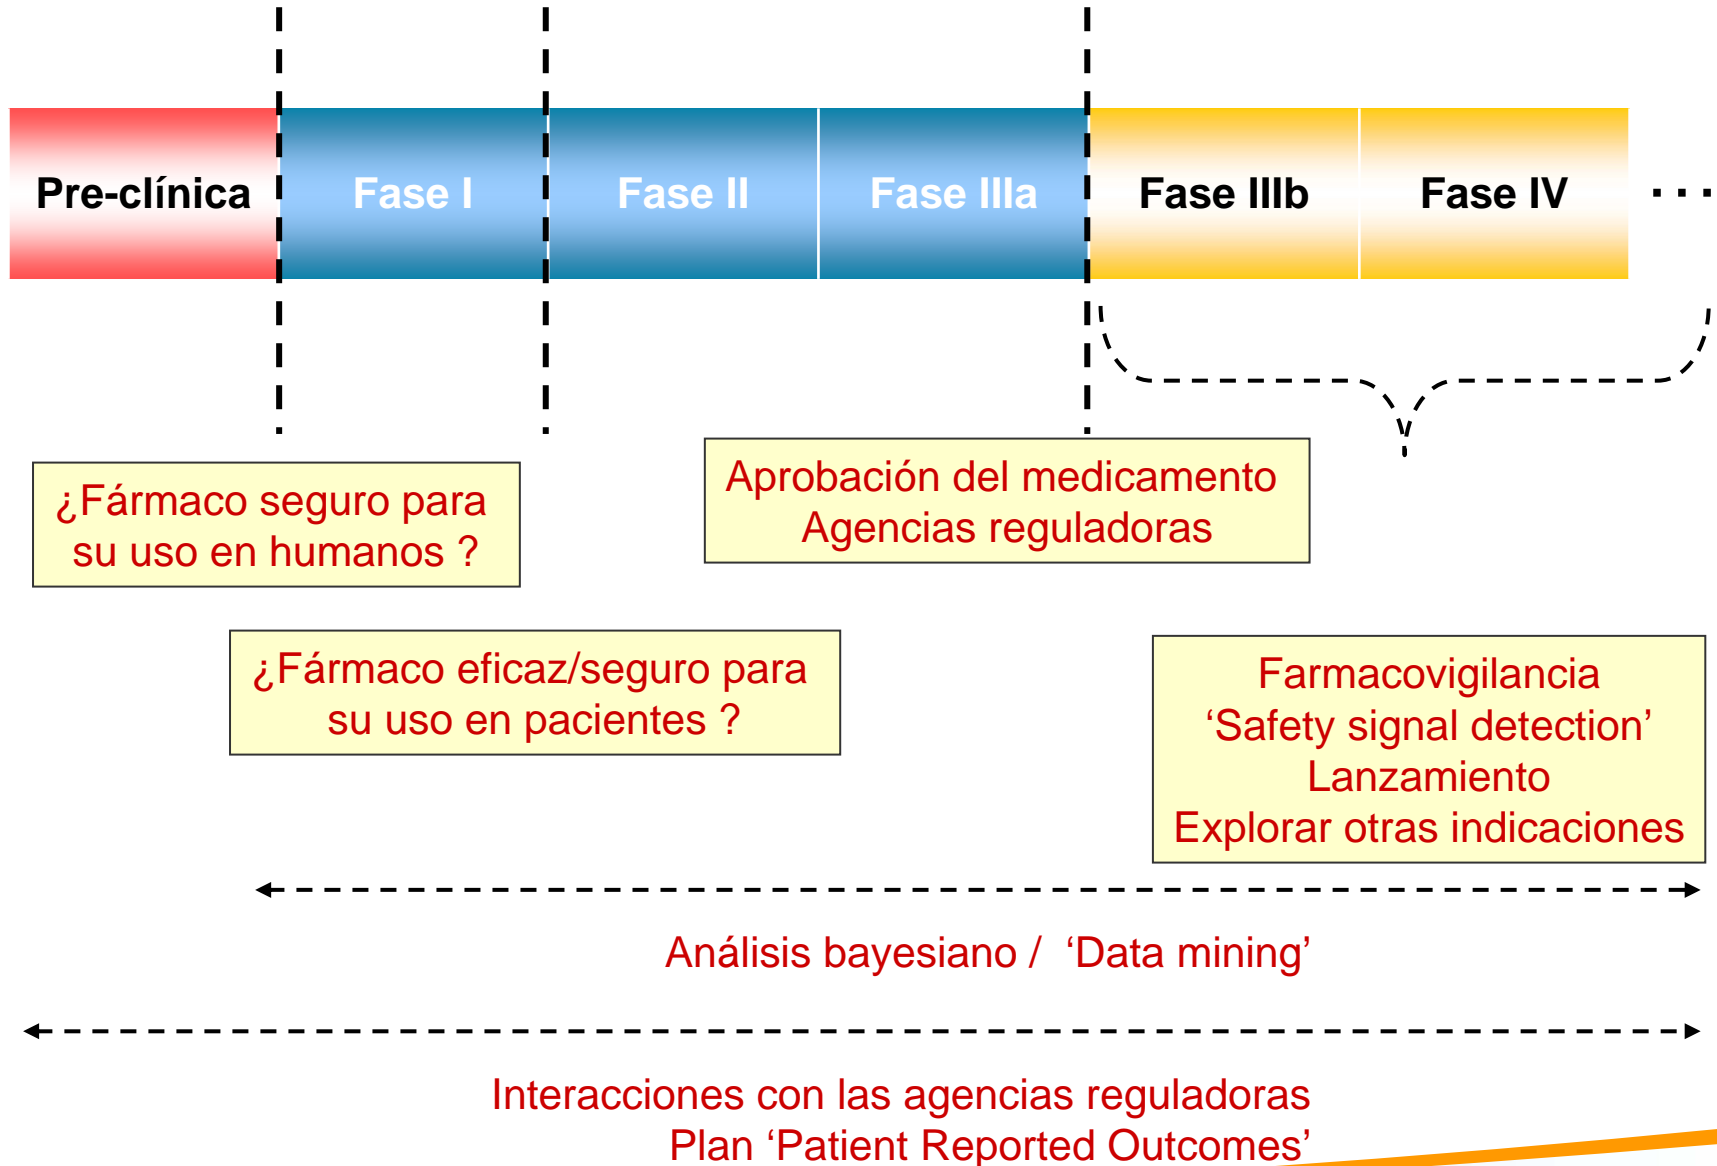 Pre-clínica
Fase I
Fase II
Fase IIIa
Fase IIIb
Fase IV
...
¿Fármaco seguro para
su uso en humanos ?
Aprobación del medicamento
Agencias reguladoras
¿Fármaco eficaz/seguro para
su uso en pacientes ?
Farmacovigilancia
‘Safety signal detection’
Lanzamiento
Explorar otras indicaciones
Análisis bayesiano / ‘Data mining’
Interacciones con las agencias reguladoras
Plan ‘Patient Reported Outcomes’